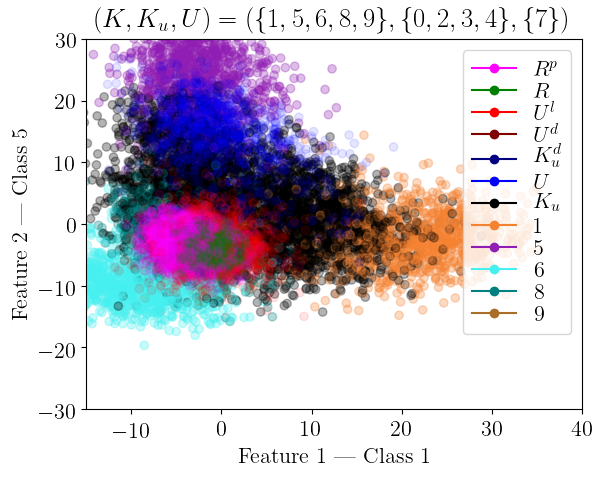 (K, K_u, U) = ({1, 5, 6, 8, 9}, {0, 2, 3, 4}, {7})
Feature 2 — Class 5
30
20
10
0
−10
−20
−30
−10
0
10
20
30
40
Feature 1 — Class 1
R^p
R
U^l
U^d
K_u^d
U
K_u
1
5
6
8
9